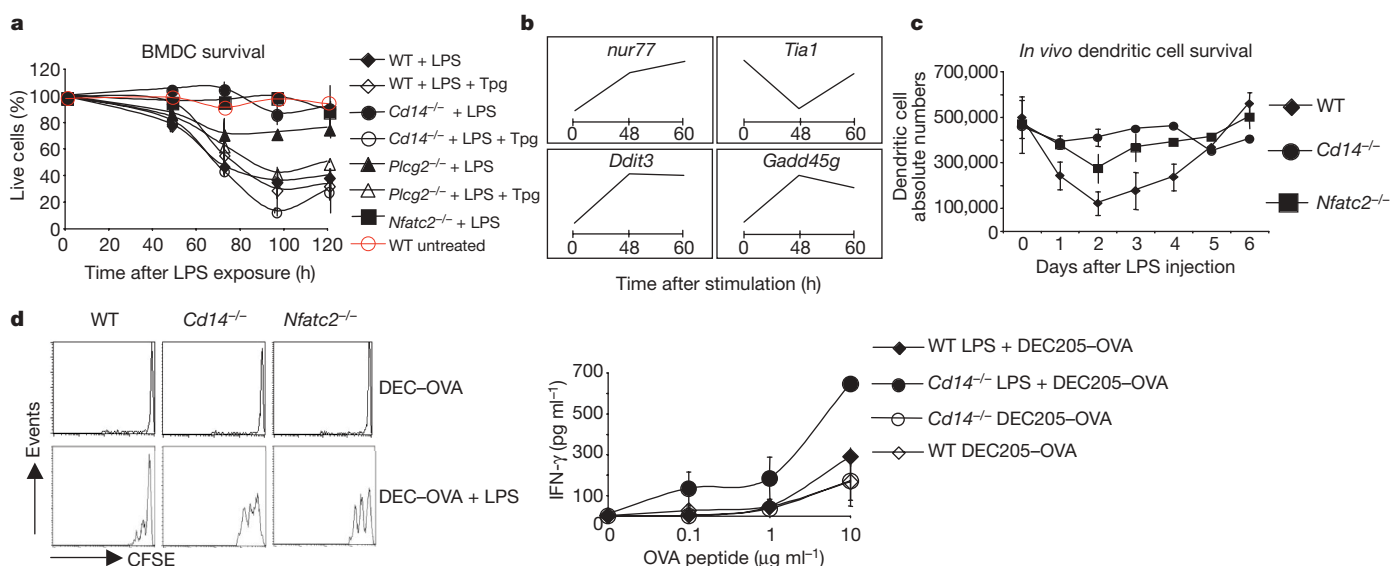 a
BMDC survival
120
100
80
60
40
20
0
Live cells (%)
0 20 40 60 80 100 120
Time after LPS exposure (h)
WT + LPS
WT + LPS + Tpg
Cd14–/– + LPS
Cd14–/– + LPS + Tpg
Plcg2–/– + LPS
Plcg2–/– + LPS + Tpg
Nfatc2–/– + LPS
WT untreated
b
nur77
0 48 60
Tia1
0 48 60
Ddit3
0 48 60
Gadd45g
0 48 60
Time after stimulation (h)
c
In vivo dendritic cell survival
700,000
500,000
300,000
100,000
0
Dendritic cell
absolute numbers
0 1 2 3 4 5 6
Days after LPS injection
WT
Cd14–/–
Nfatc2–/–
d
WT Cd14–/– Nfatc2–/–
DEC–OVA
DEC–OVA + LPS
Events
CFSE
700
500
300
100
0
IFN-γ (pg ml–1)
0 0.1 1 10
OVA peptide (μg ml–1)
WT LPS + DEC205–OVA
Cd14–/– LPS + DEC205–OVA
Cd14–/– DEC205–OVA
WT DEC205–OVA